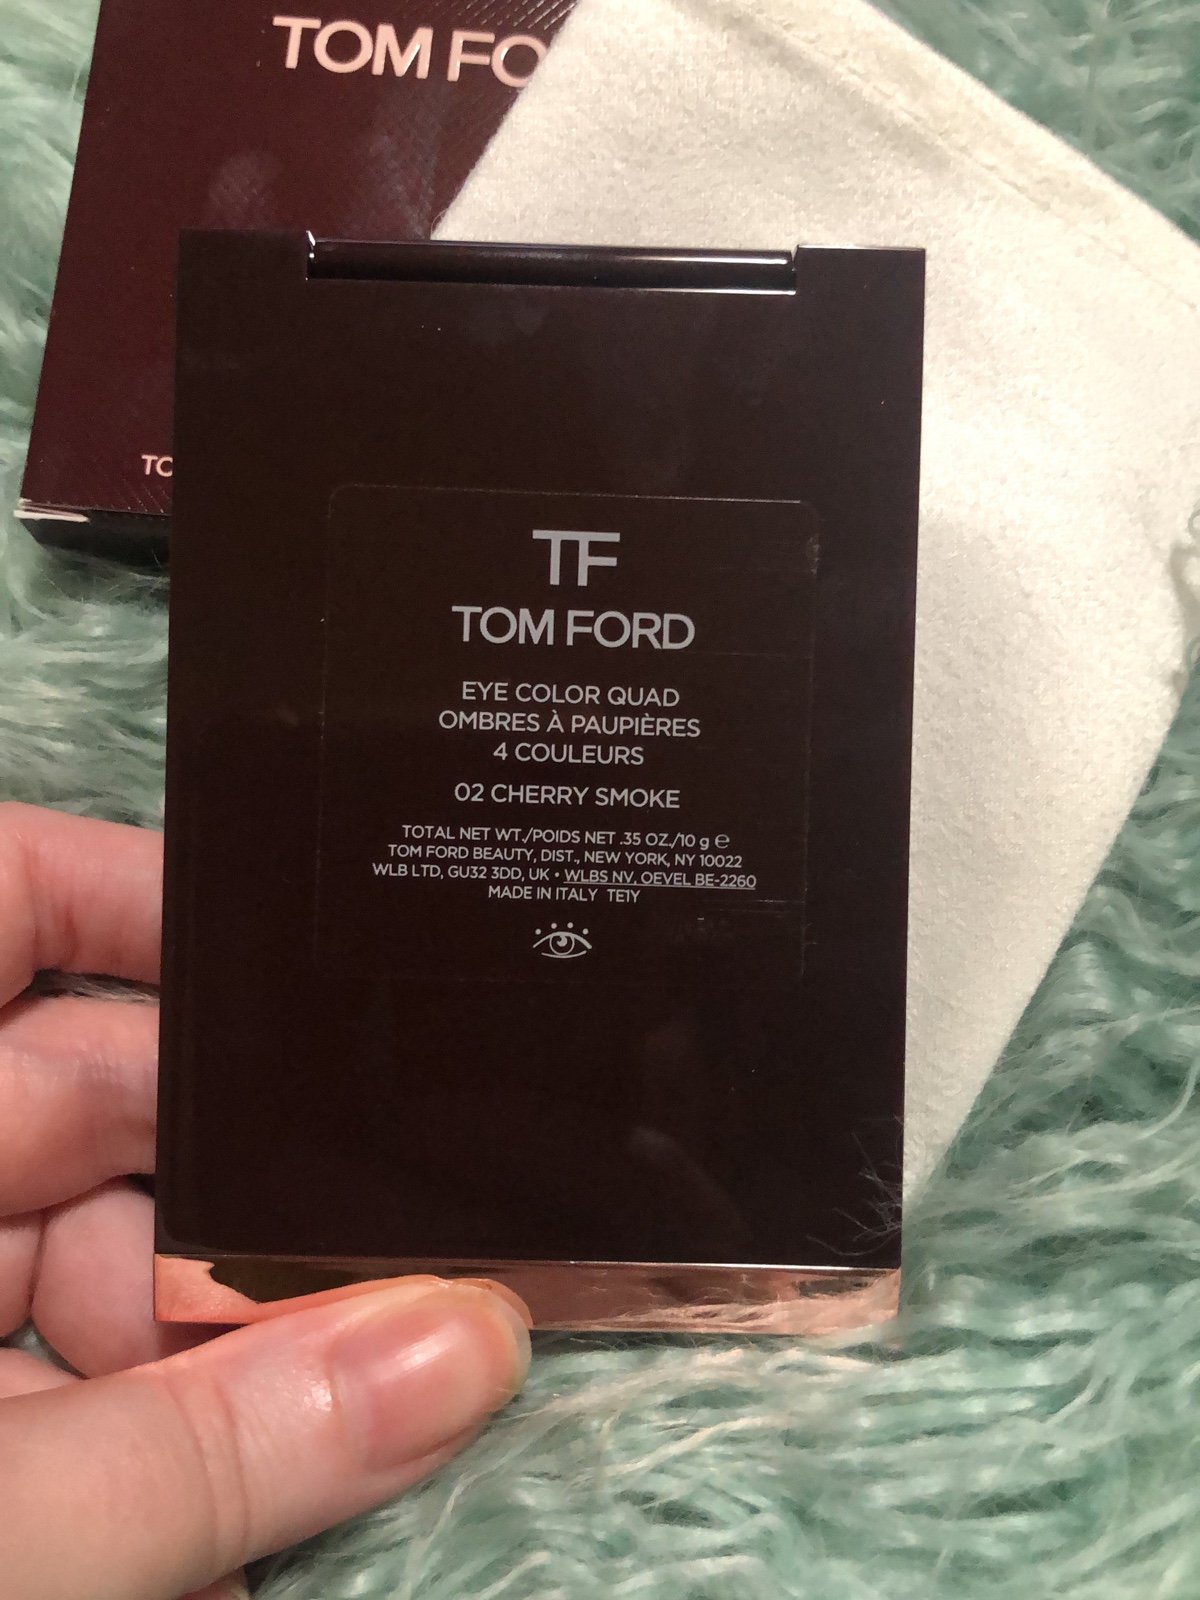 TOM FO
TO
TF
TOM FORD
EYE COLOR QUAD
OMBRES À PAUPIÈRES
4 COULEURS
02 CHERRY SMOKE
TOTAL NET WT./POIDS NET .35 OZ./10 g ℮
TOM FORD BEAUTY, DIST., NEW YORK, NY 10022
WLB LTD, GU32 3DD, UK • WLBS NV, OEVEL BE-2260
MADE IN ITALY TE1Y